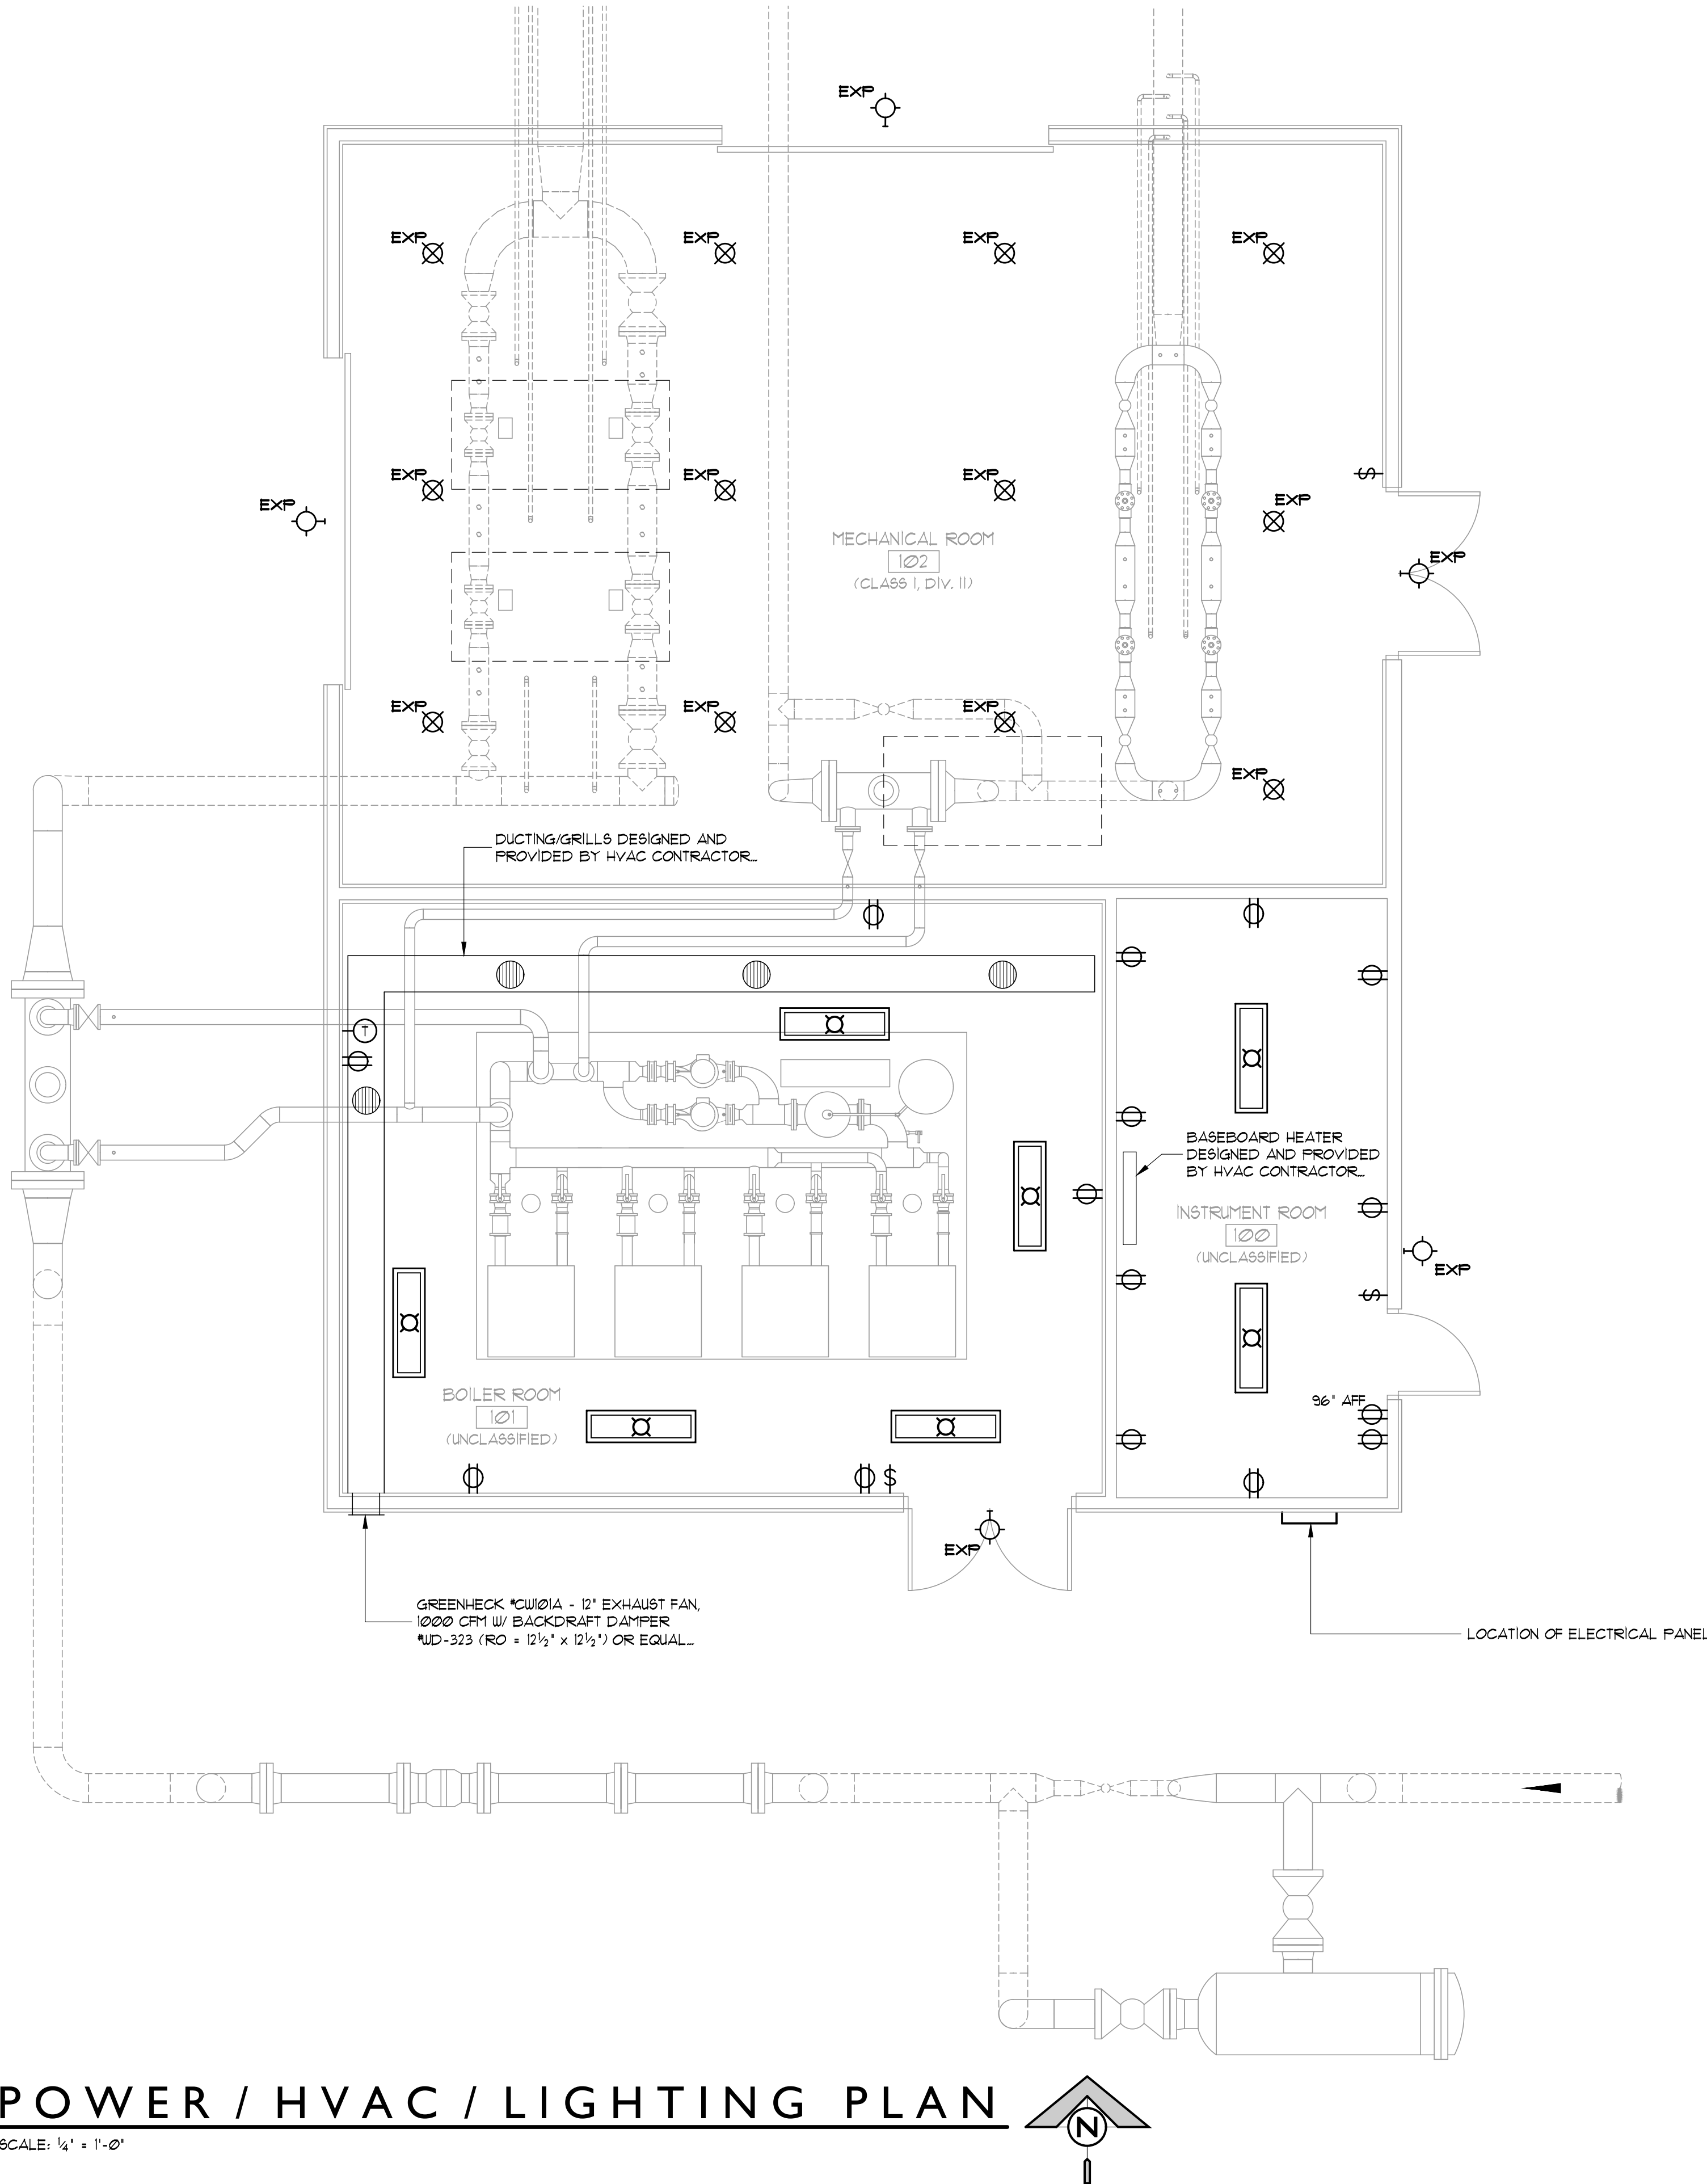 EXP
EXP
EXP
EXP
EXP
EXP
EXP
EXP
EXP
EXP
MECHANICAL ROOM
102
(CLASS I, DIV. II)
EXP
EXP
EXP
EXP
EXP
DUCTING/GRILLS DESIGNED AND
PROVIDED BY HVAC CONTRACTOR...
T
BASEBOARD HEATER
DESIGNED AND PROVIDED
BY HVAC CONTRACTOR...
INSTRUMENT ROOM
100
(UNCLASSIFIED)
EXP
BOILER ROOM
101
(UNCLASSIFIED)
96" AFF
EXP
GREENHECK #CW101A - 12" EXHAUST FAN,
1000 CFM W/ BACKDRAFT DAMPER
#WD-323 (RO = 12½" x 12½") OR EQUAL...
LOCATION OF ELECTRICAL PANEL
POWER / HVAC / LIGHTING PLAN
N
SCALE: ¼" = 1'-0"